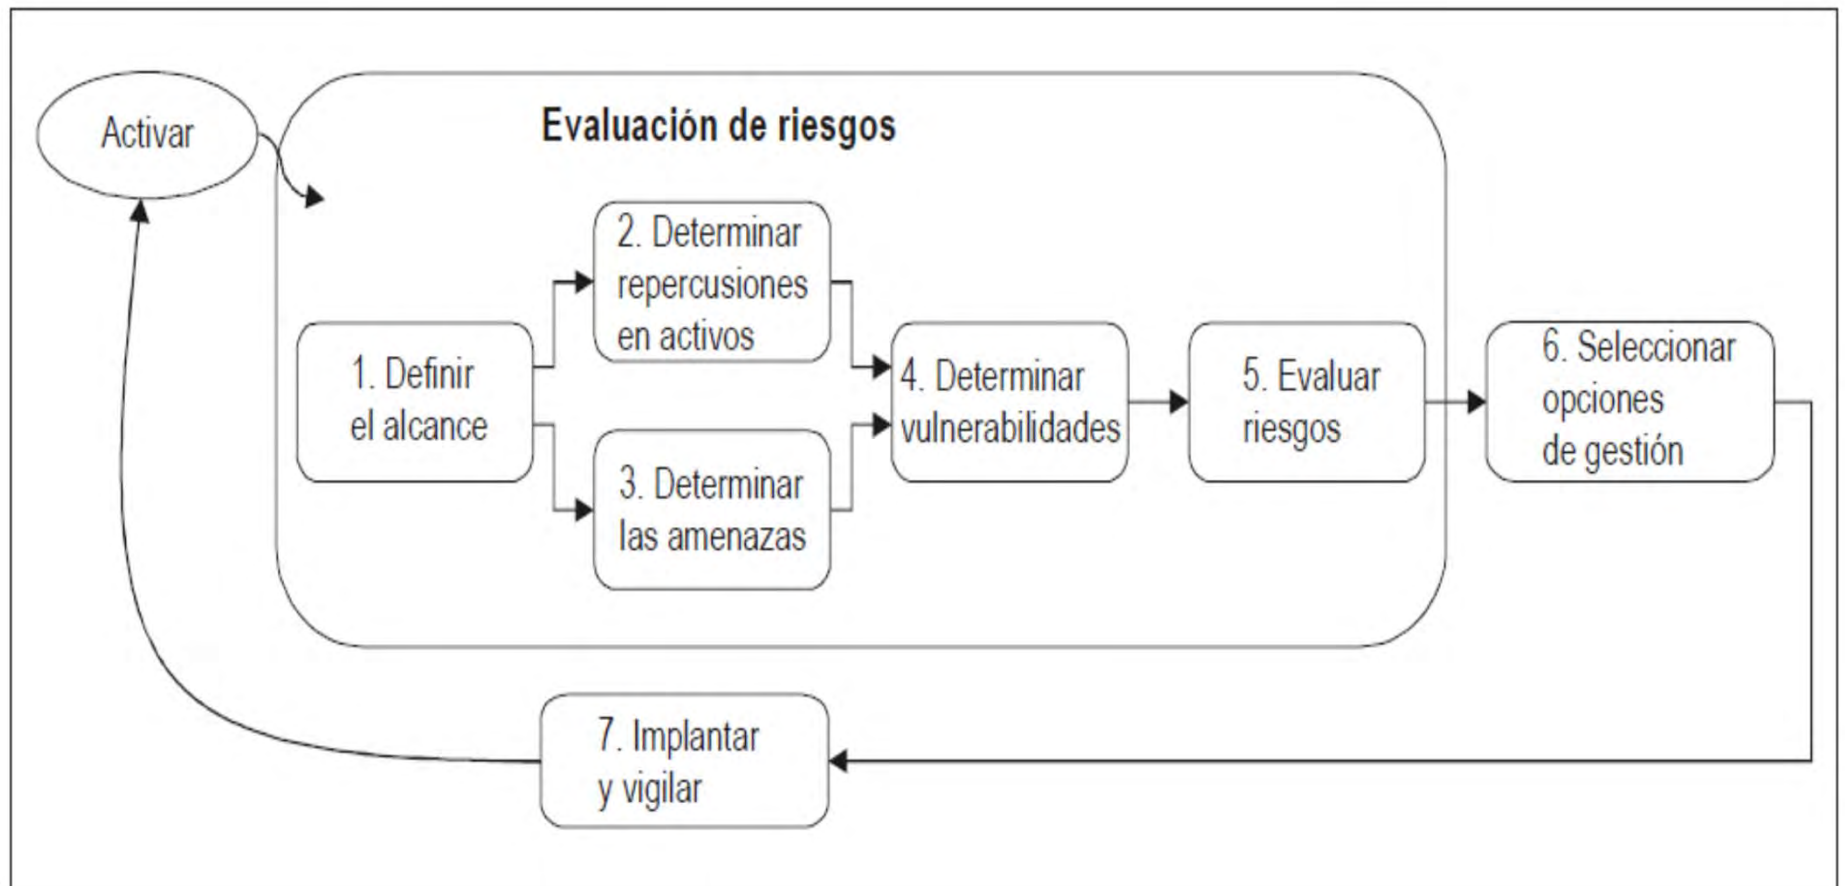 Activar
Evaluación de riesgos
1. Definir
el alcance
2. Determinar
repercusiones
en activos
3. Determinar
las amenazas
4. Determinar
vulnerabilidades
5. Evaluar
riesgos
6. Seleccionar
opciones
de gestión
7. Implantar
y vigilar